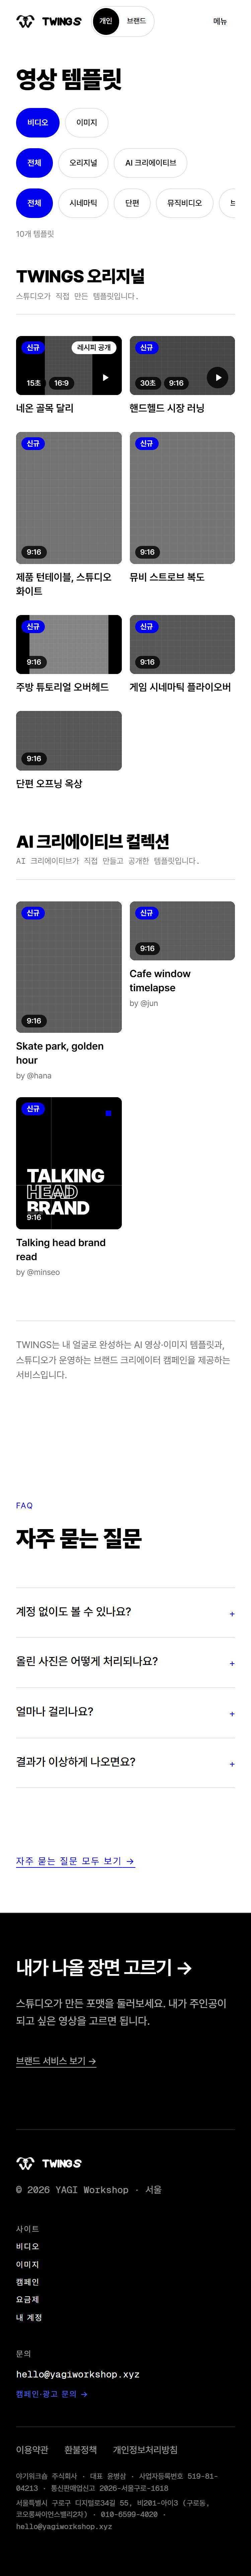 TWINGS 개인 브랜드 메뉴
영상 템플릿
비디오 이미지
전체 오리지널 AI 크리에이티브
전체 시네마틱 단편 뮤직비디오
10개 템플릿
TWINGS 오리지널
스튜디오가 직접 만든 템플릿입니다.
신규 레시피 공개
15초 16:9
네온 골목 달리
신규
30초 9:16
핸드헬드 시장 러닝
신규
9:16
제품 턴테이블, 스튜디오
화이트
신규
9:16
뮤비 스트로브 복도
신규
9:16
주방 튜토리얼 오버헤드
신규
9:16
게임 시네마틱 플라이오버
9:16
단편 오프닝 옥상
AI 크리에이티브 컬렉션
AI 크리에이티브가 직접 만들고 공개한 템플릿입니다.
신규
9:16
Skate park, golden
hour
by @hana
신규
9:16
Cafe window
timelapse
by @jun
신규
TALKING
HEAD
BRAND
9:16
Talking head brand
read
by @minseo
TWINGS는 내 얼굴로 완성하는 AI 영상·이미지 템플릿과,
스튜디오가 운영하는 브랜드 크리에이터 캠페인을 제공하는
서비스입니다.
FAQ
자주 묻는 질문
계정 없이도 볼 수 있나요? +
올린 사진은 어떻게 처리되나요? +
얼마나 걸리나요? +
결과가 이상하게 나오면요? +
자주 묻는 질문 모두 보기 →
내가 나올 장면 고르기 →
스튜디오가 만든 포맷을 둘러보세요. 내가 주인공이
되고 싶은 영상을 고르면 됩니다.
브랜드 서비스 보기 →
TWINGS
© 2026 YAGI Workshop · 서울
사이트
비디오
이미지
캠페인
요금제
내 계정
문의
hello@yagiworkshop.xyz
캠페인·광고 문의 →
이용약관 환불정책 개인정보처리방침
야기워크숍 주식회사 · 대표 윤병삼 · 사업자등록번호 519-81-
04213 · 통신판매업신고 2026-서울구로-1618
서울특별시 구로구 디지털로34길 55, 비201-아이3 (구로동,
코오롱싸이언스밸리2차) · 010-6599-4020 ·
hello@yagiworkshop.xyz